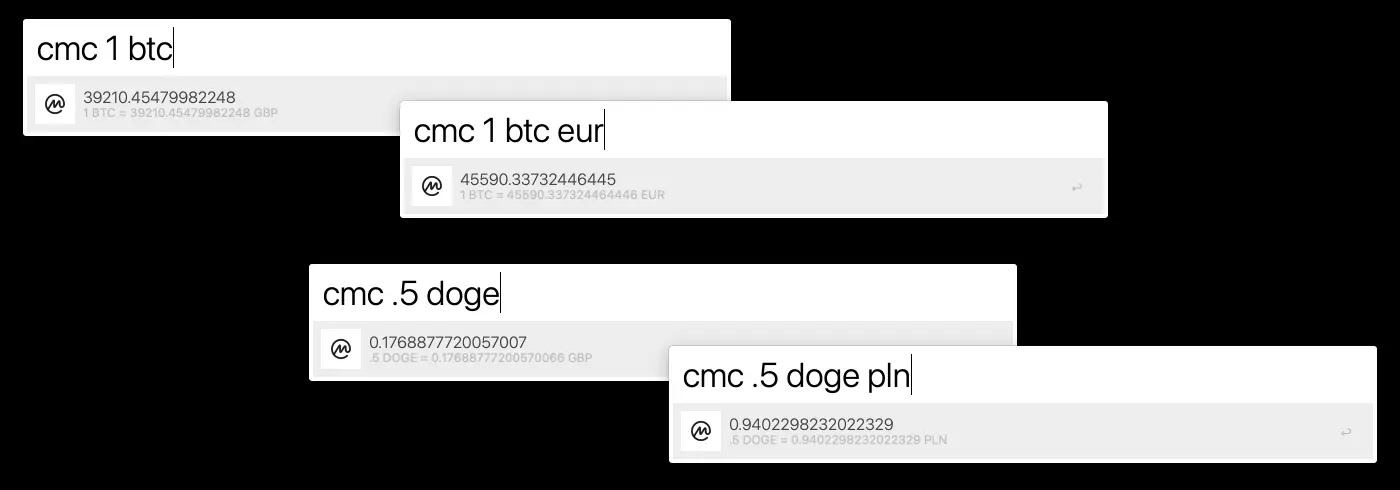 cmc 1 btc
39210.45479982248
1 BTC = 39210.45479982248 GBP
cmc 1 btc eur
45590.33732446445
1 BTC = 45590.337324464446 EUR
cmc .5 doge
0.1768877720057007
.5 DOGE = 0.17688777200570066 GBP
cmc .5 doge pln
0.9402298232022329
.5 DOGE = 0.9402298232022329 PLN